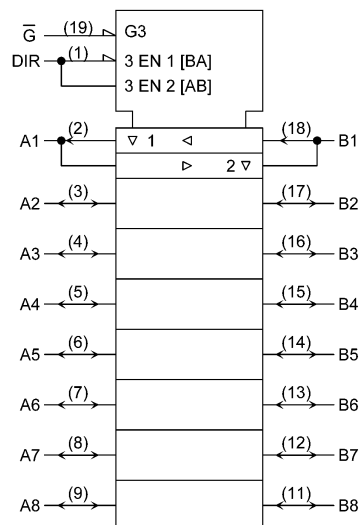 G̅ (19) G3
DIR (1) 3 EN 1 [BA]
3 EN 2 [AB]
A1 (2) ▽ 1 ◁ (18) B1
▷ 2 ▽
A2 (3) (17) B2
A3 (4) (16) B3
A4 (5) (15) B4
A5 (6) (14) B5
A6 (7) (13) B6
A7 (8) (12) B7
A8 (9) (11) B8